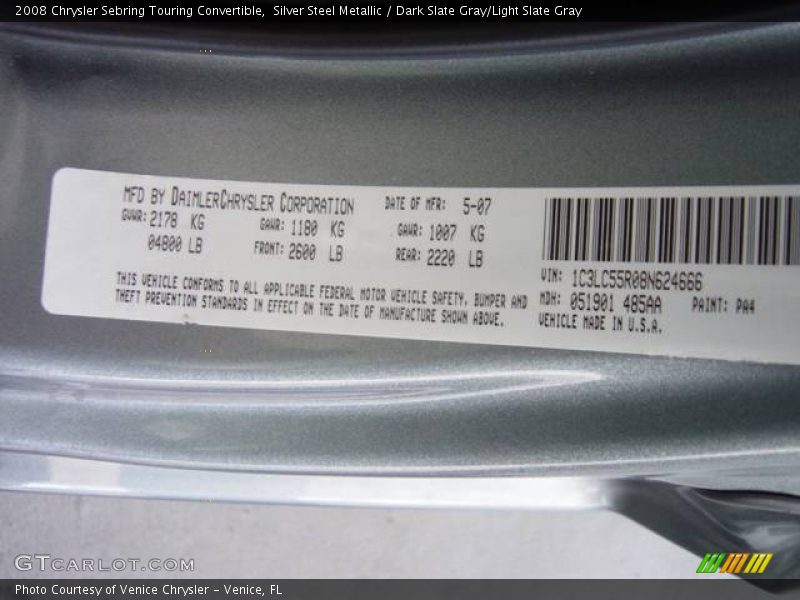 2008 Chrysler Sebring Touring Convertible,  Silver Steel Metallic / Dark Slate Gray/Light Slate Gray
MFD BY DAIMLERCHRYSLER CORPORATION DATE OF MFR: 5-07
GVWR: 2178 KG GAWR: 1180 KG GAWR: 1007 KG
04800 LB FRONT: 2600 LB REAR: 2220 LB
THIS VEHICLE CONFORMS TO ALL APPLICABLE FEDERAL MOTOR VEHICLE SAFETY, BUMPER AND
THEFT PREVENTION STANDARDS IN EFFECT ON THE DATE OF MANUFACTURE SHOWN ABOVE.
VIN: 1C3LC55R08N624666
MDH: 051901 485AA PAINT: PA4
VEHICLE MADE IN U.S.A.
GTCARLOT.COM
Photo Courtesy of Venice Chrysler - Venice, FL